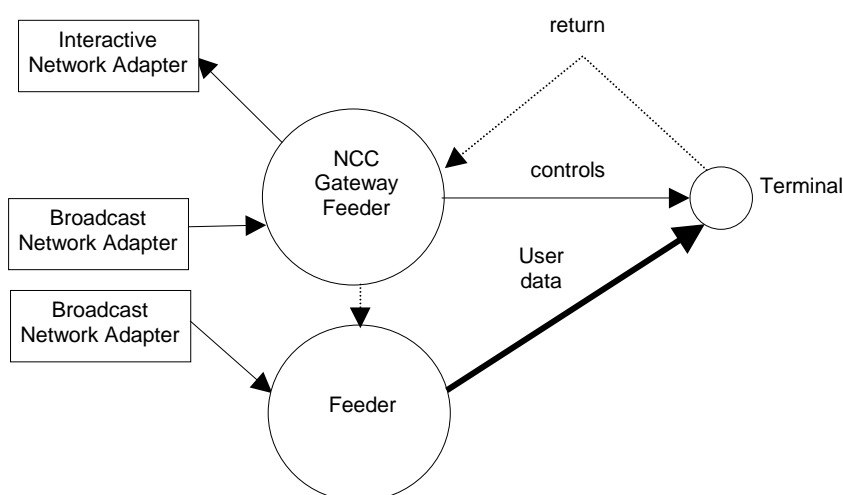 return
Interactive
Network Adapter
NCC
Gateway
Feeder
controls
Terminal
Broadcast
Network Adapter
User
data
Broadcast
Network Adapter
Feeder